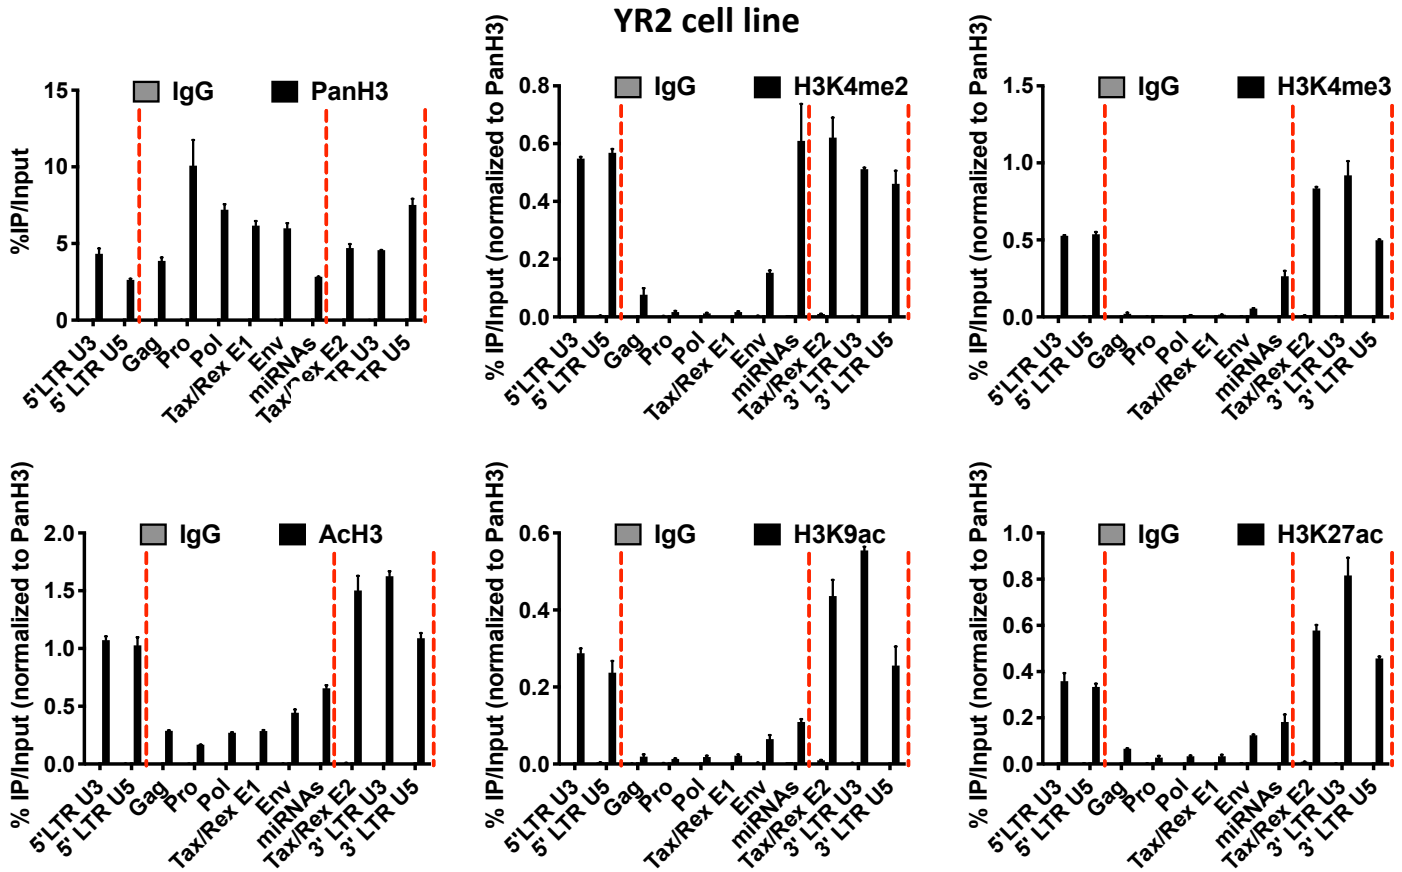 YR2 cell line
%IP/Input
IgG PanH3
15
10
5
0
5'LTR U3
5' LTR U5
Gag
Pro
Pol
Tax/Rex E1
Env
miRNAs
Rex E2
TR U3
TR U5
% IP/Input (normalized to PanH3)
IgG H3K4me2
0.8
0.6
0.4
0.2
0.0
5'LTR U3
5' LTR U5
Gag
Pro
Pol
Tax/Rex E1
Env
miRNAs
Tax/Rex E2
3' LTR U3
3' LTR U5
% IP/Input (normalized to PanH3)
IgG H3K4me3
1.5
1.0
0.5
0.0
5'LTR U3
5' LTR U5
Gag
Pro
Pol
Tax/Rex E1
Env
miRNAs
Tax/Rex E2
3' LTR U3
3' LTR U5
% IP/Input (normalized to PanH3)
IgG AcH3
2.0
1.5
1.0
0.5
0.0
5'LTR U3
5' LTR U5
Gag
Pro
Pol
Tax/Rex E1
Env
miRNAs
Tax/Rex E2
3' LTR U3
3' LTR U5
% IP/Input (normalized to PanH3)
IgG H3K9ac
0.6
0.4
0.2
0.0
5'LTR U3
5' LTR U5
Gag
Pro
Pol
Tax/Rex E1
Env
miRNAs
Tax/Rex E2
3' LTR U3
3' LTR U5
% IP/Input (normalized to PanH3)
IgG H3K27ac
1.0
0.8
0.6
0.4
0.2
0.0
5'LTR U3
5' LTR U5
Gag
Pro
Pol
Tax/Rex E1
Env
miRNAs
Tax/Rex E2
3' LTR U3
3' LTR U5